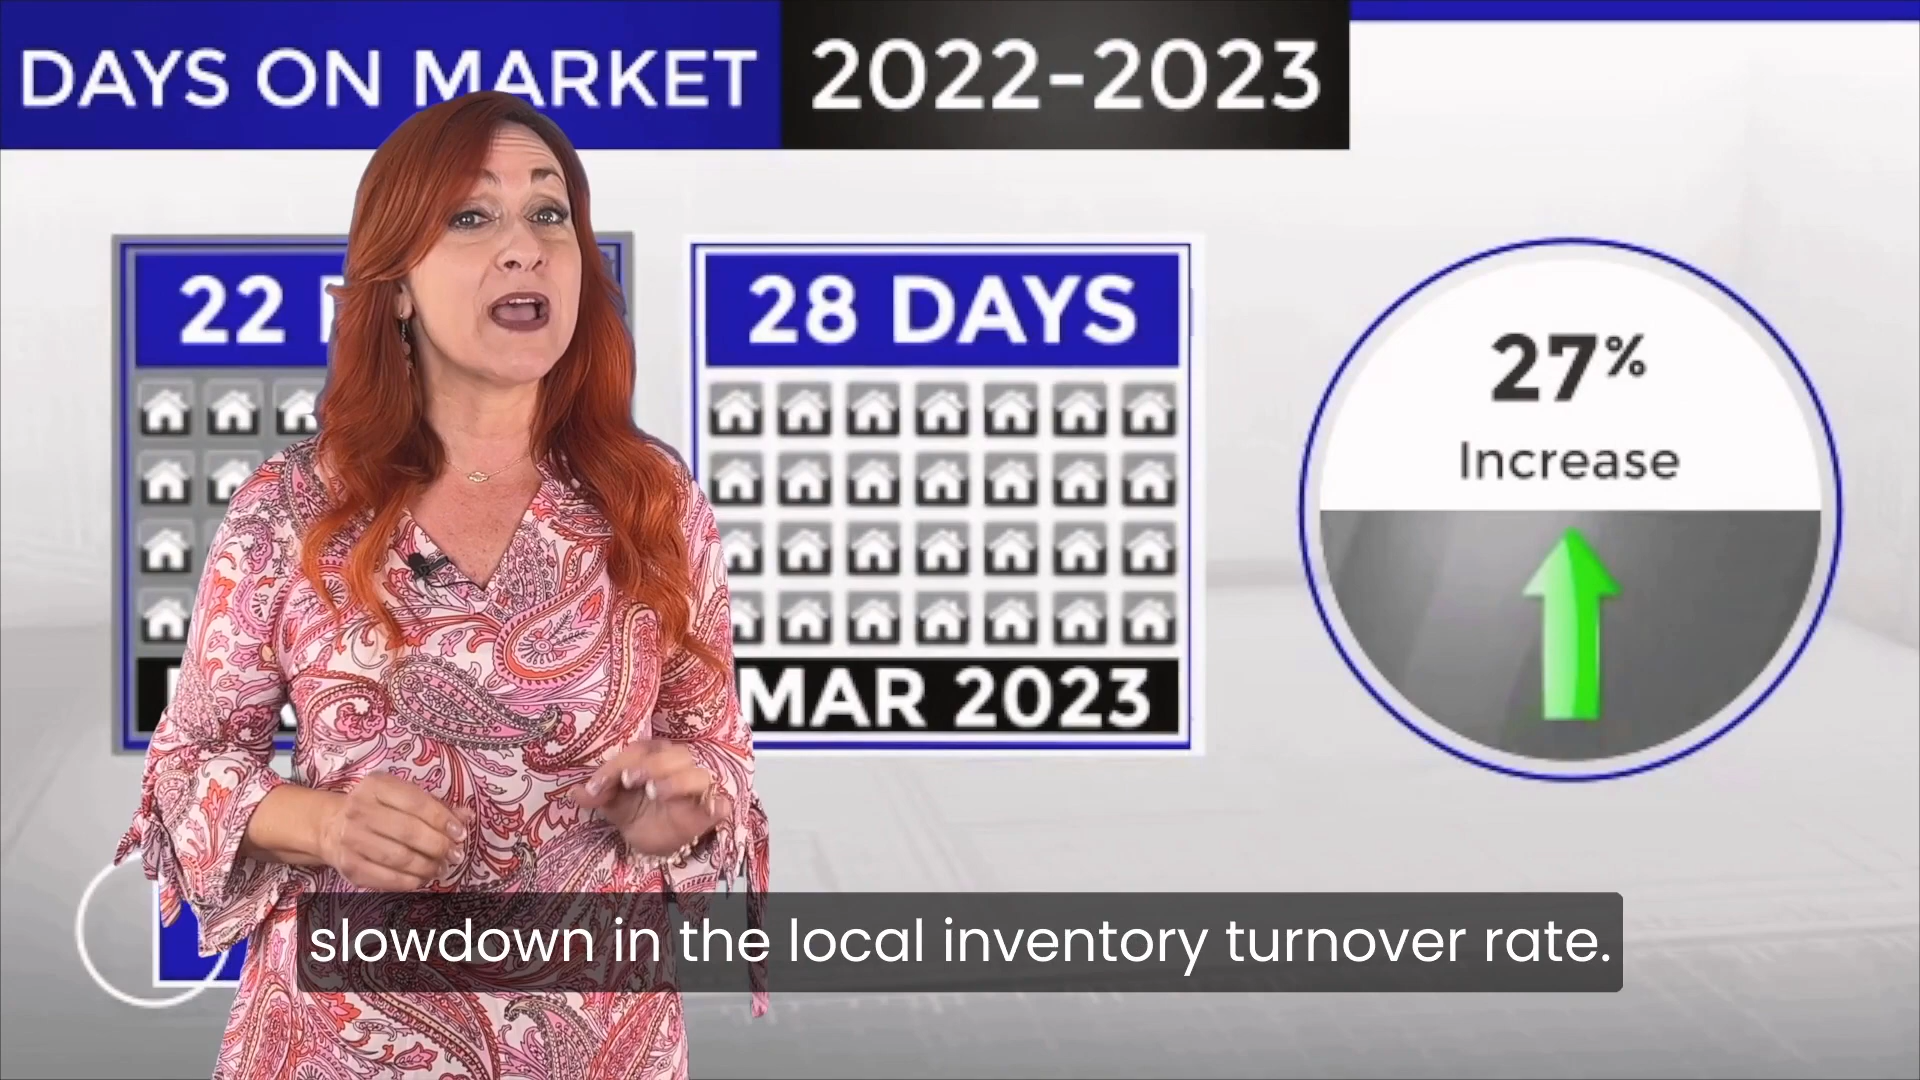 DAYS ON MARKET 2022-2023
22
28 DAYS
27%
Increase
MAR 2023
slowdown in the local inventory turnover rate.